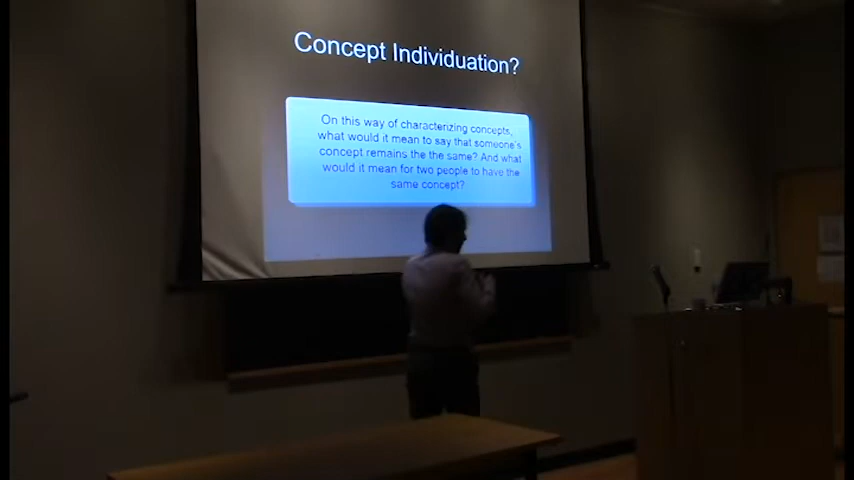 Concept Individuation?
On this way of characterizing concepts,
what would it mean to say that someone's
concept remains the the same? And what
would it mean for two people to have the
same concept?